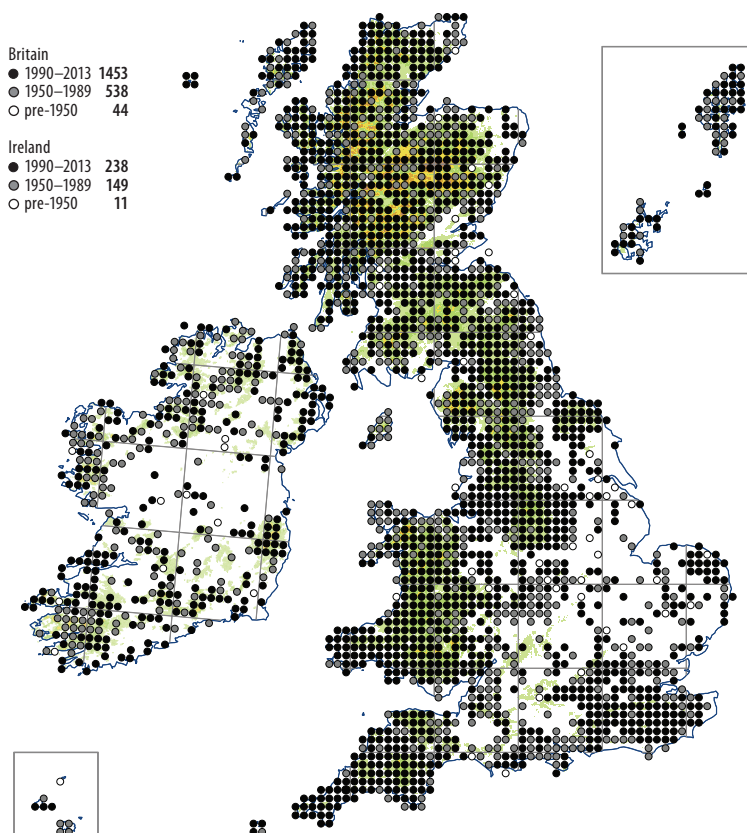 Britain
● 1990–2013 1453
● 1950–1989 538
○ pre-1950 44
Ireland
● 1990–2013 238
● 1950–1989 149
○ pre-1950 11